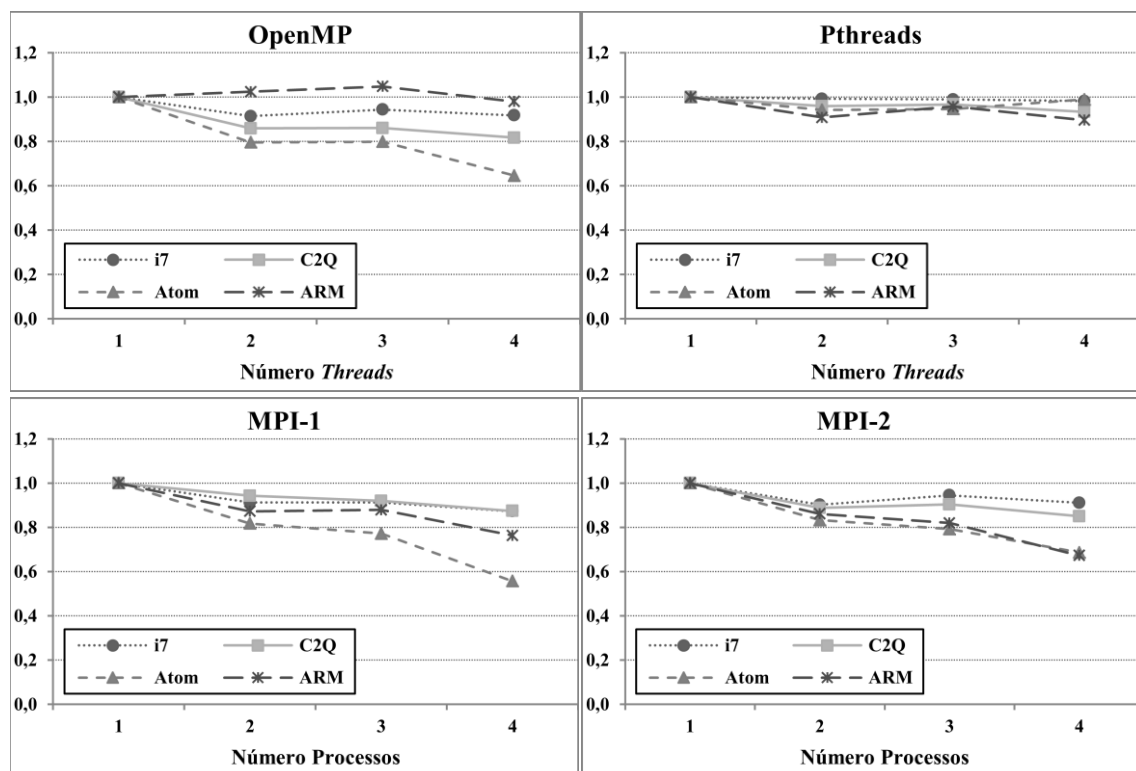 OpenMP
1,2
1,0
0,8
0,6
0,4
0,2
0,0
i7 C2Q
Atom ARM
1 2 3 4
Número Threads
Pthreads
1,2
1,0
0,8
0,6
0,4
0,2
0,0
i7 C2Q
Atom ARM
1 2 3 4
Número Threads
MPI-1
1,2
1,0
0,8
0,6
0,4
0,2
0,0
i7 C2Q
Atom ARM
1 2 3 4
Número Processos
MPI-2
1,2
1,0
0,8
0,6
0,4
0,2
0,0
i7 C2Q
Atom ARM
1 2 3 4
Número Processos